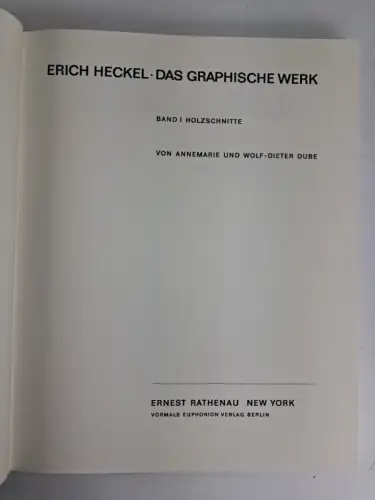 ERICH HECKEL · DAS GRAPHISCHE WERK
BAND I HOLZSCHNITTE
VON ANNEMARIE UND WOLF-DIETER DUBE
ERNEST RATHENAU NEW YORK
VORMALS EUPHORION VERLAG BERLIN